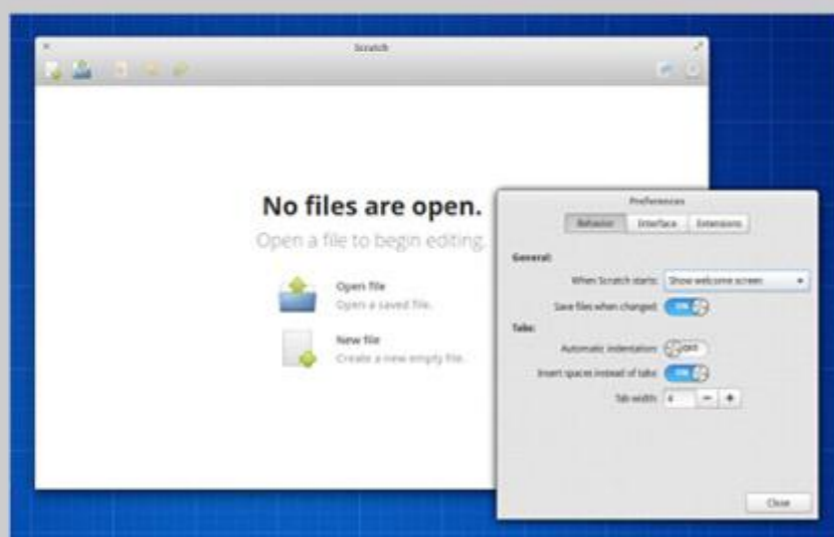 Scratch
No files are open.
Open a file to begin editing.
Open file
Open a saved file.
New file
Create a new empty file.
Preferences
Behavior Interface Extensions
General:
When Scratch starts: Show welcome screen
Save files when changed: ON
Tabs:
Automatic indentation: OFF
Insert spaces instead of tabs: ON
Tab width: 4 − +
Close